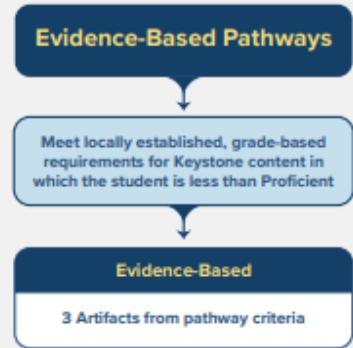 Evidence-Based Pathways
Meet locally established, grade-based
requirements for Keystone content in
which the student is less than Proficient
Evidence-Based
3 Artifacts from pathway criteria